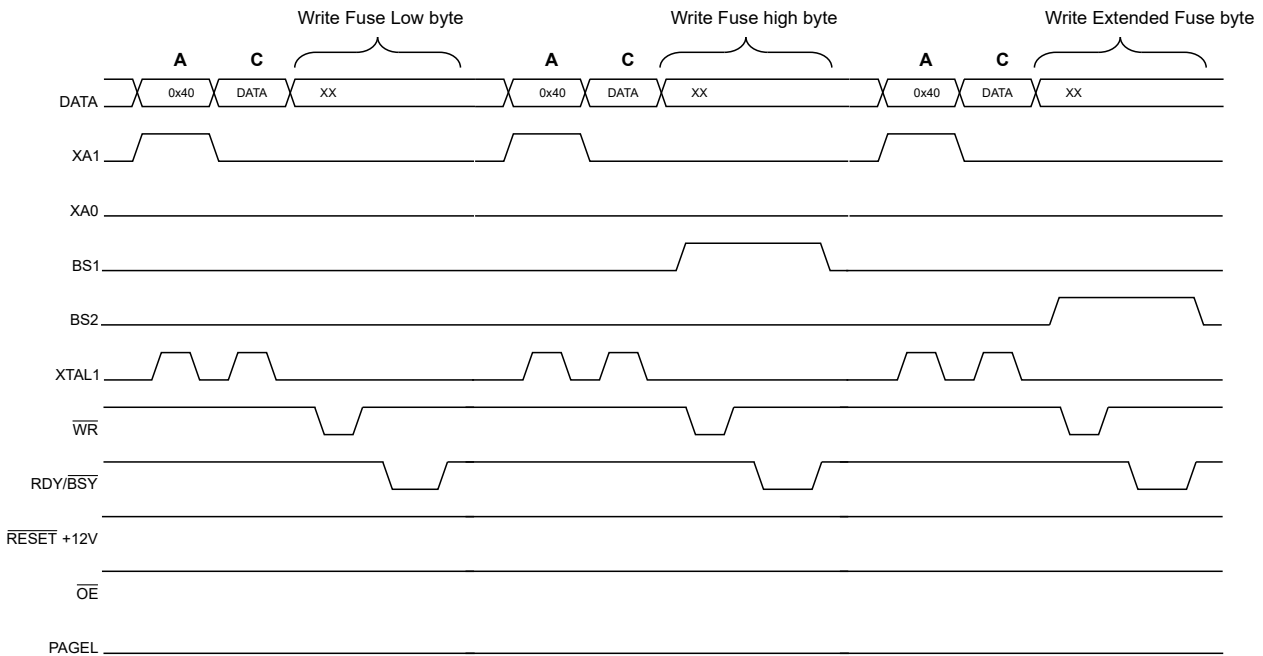 Write Fuse Low byte Write Fuse high byte Write Extended Fuse byte
A C A C A C
DATA 0x40 DATA XX 0x40 DATA XX 0x40 DATA XX
XA1
XA0
BS1
BS2
XTAL1
WR
RDY/BSY
RESET +12V
OE
PAGEL